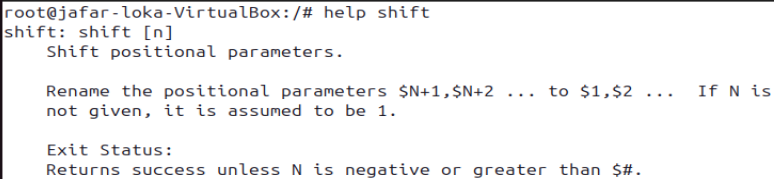 root@jafar-loka-VirtualBox:/# help shift
shift: shift [n]
    Shift positional parameters.

    Rename the positional parameters $N+1,$N+2 ... to $1,$2 ...  If N is
    not given, it is assumed to be 1.

    Exit Status:
    Returns success unless N is negative or greater than $#.